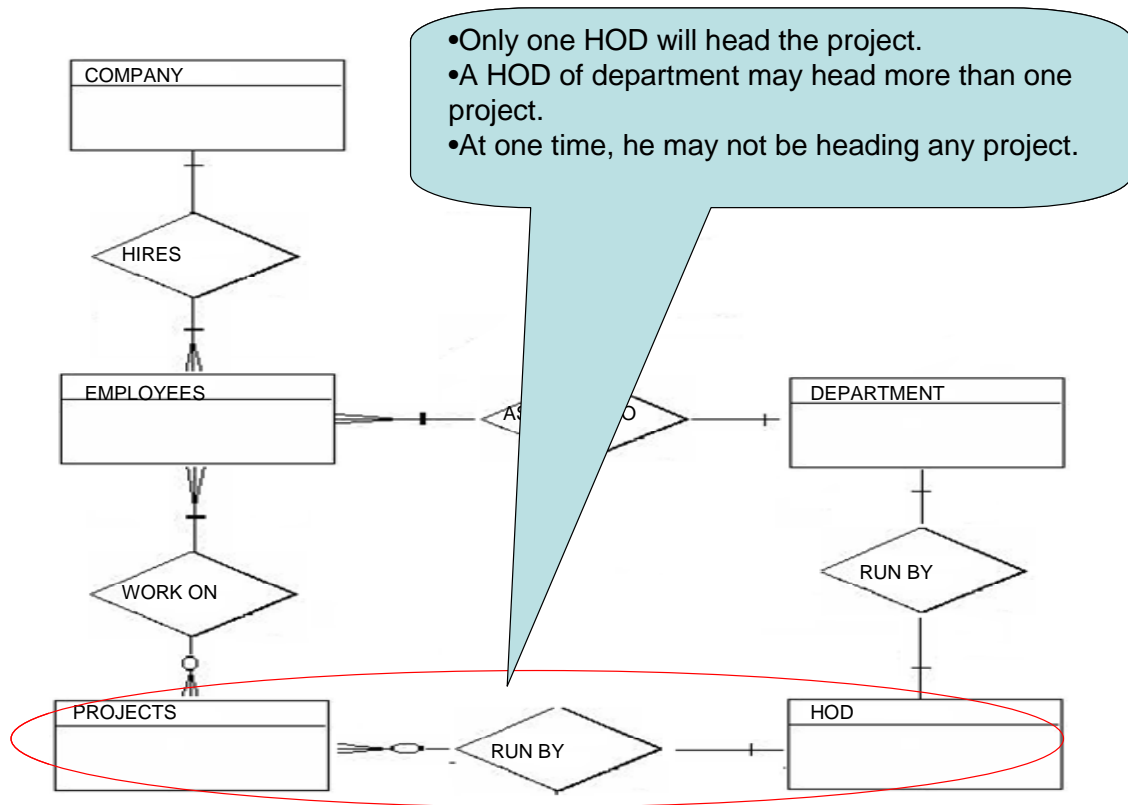 •Only one HOD will head the project.
•A HOD of department may head more than one
project.
•At one time, he may not be heading any project.
COMPANY
HIRES
EMPLOYEES
DEPARTMENT
RUN BY
WORK ON
PROJECTS
RUN BY
HOD